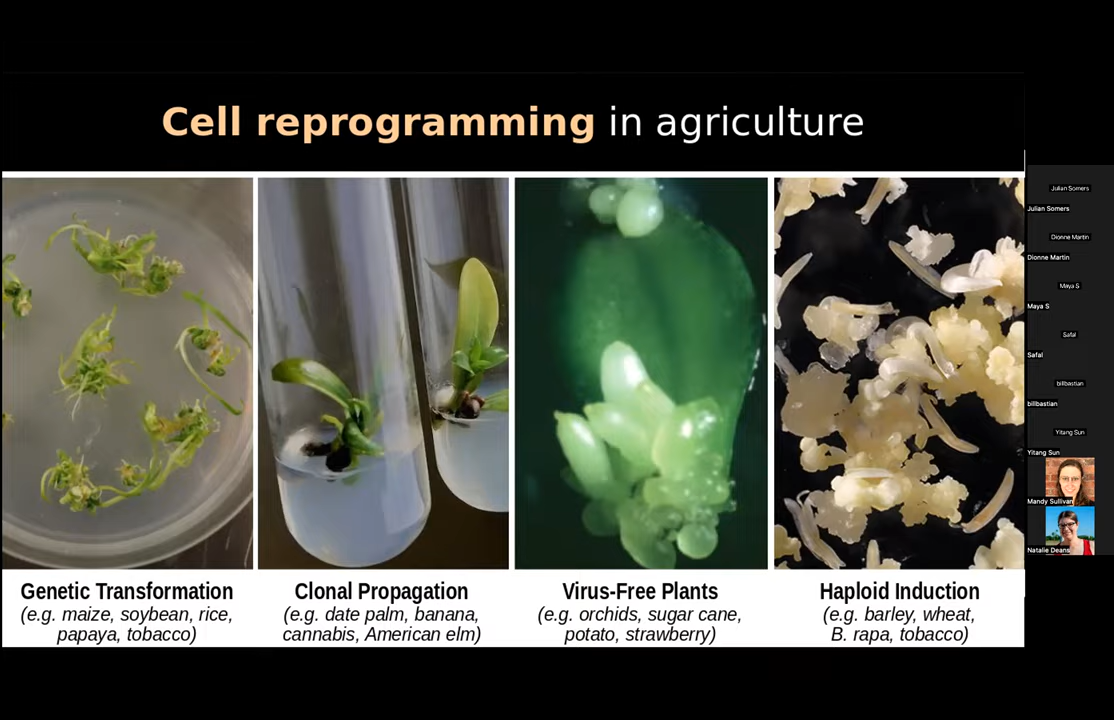 Cell reprogramming in agriculture
Genetic Transformation
(e.g. maize, soybean, rice,
papaya, tobacco)
Clonal Propagation
(e.g. date palm, banana,
cannabis, American elm)
Virus-Free Plants
(e.g. orchids, sugar cane,
potato, strawberry)
Haploid Induction
(e.g. barley, wheat,
B. rapa, tobacco)
Julian Somers
Julian Somers
Dionne Martin
Dionne Martin
Maya S
Maya S
Safal
Safal
billbastian
billbastian
Yitang Sun
Yitang Sun
Mandy Sullivan
Natalie Deans